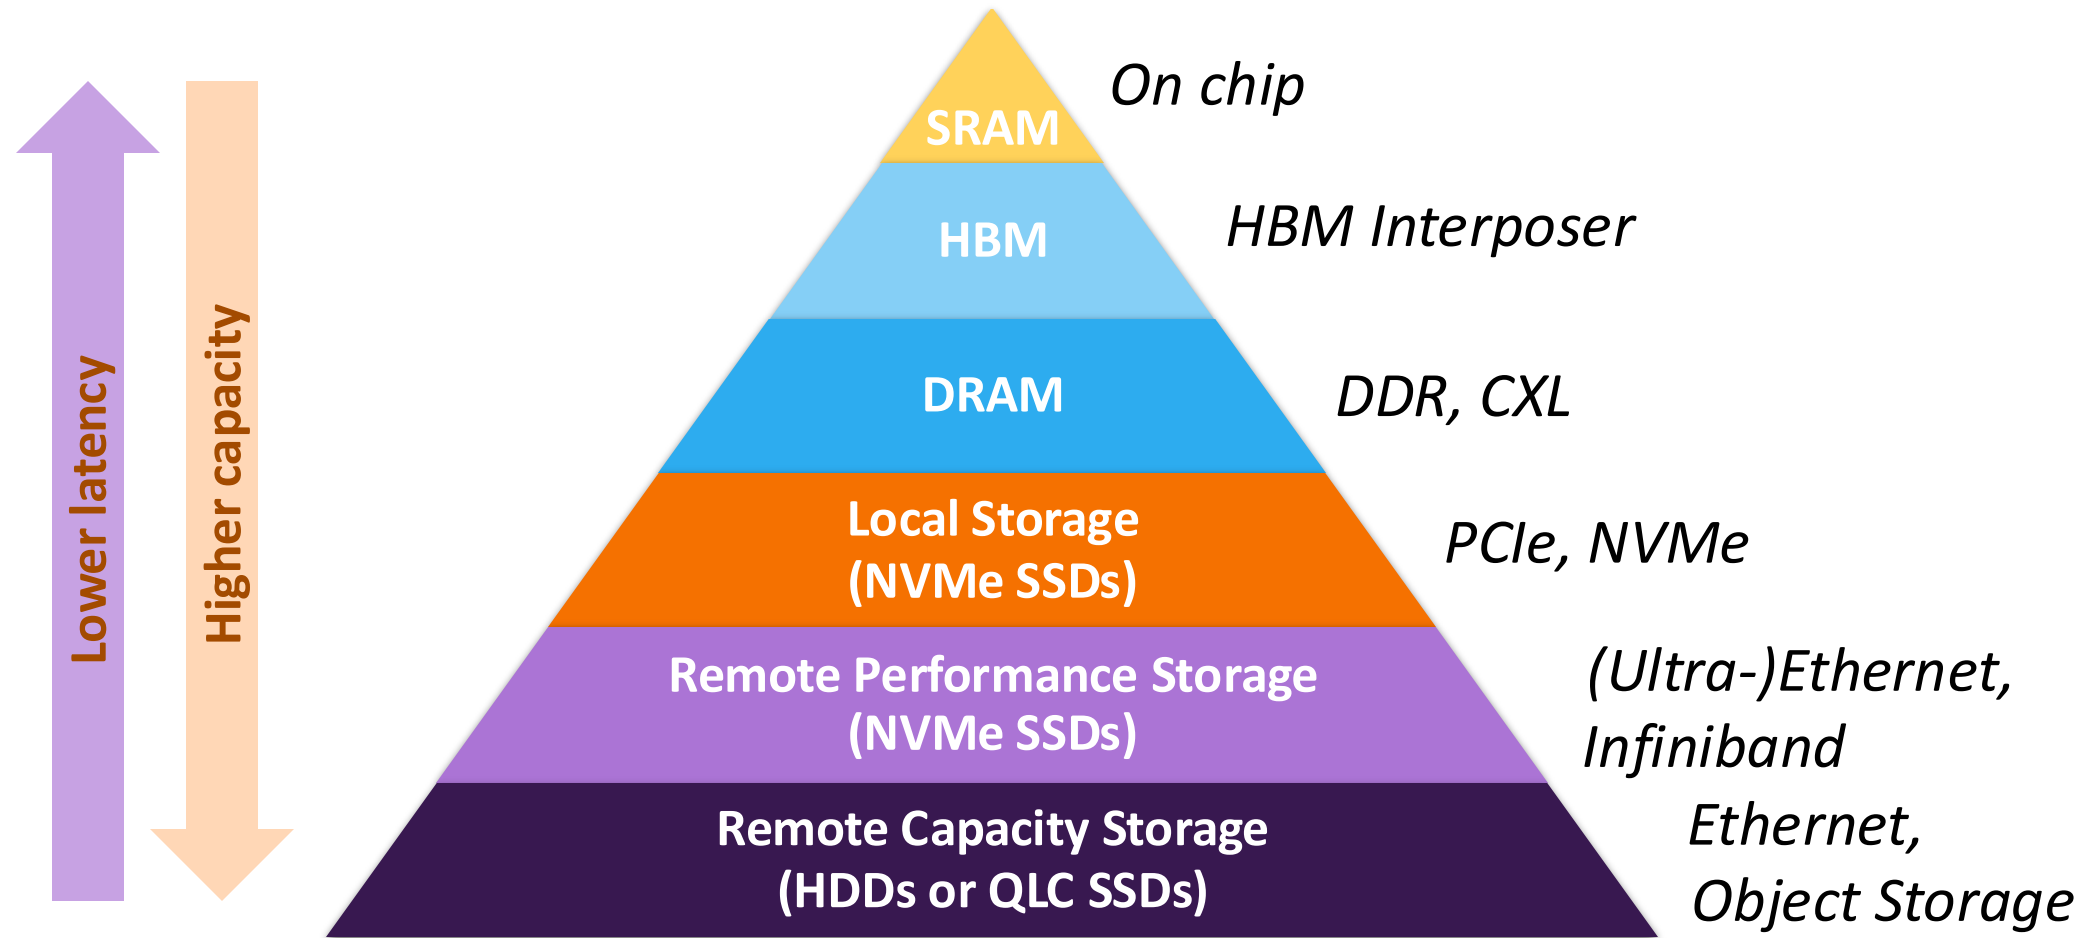 Lower latency
Higher capacity
SRAM
On chip
HBM
HBM Interposer
DRAM
DDR, CXL
Local Storage
(NVMe SSDs)
PCIe, NVMe
Remote Performance Storage
(NVMe SSDs)
(Ultra-)Ethernet,
Infiniband
Remote Capacity Storage
(HDDs or QLC SSDs)
Ethernet,
Object Storage